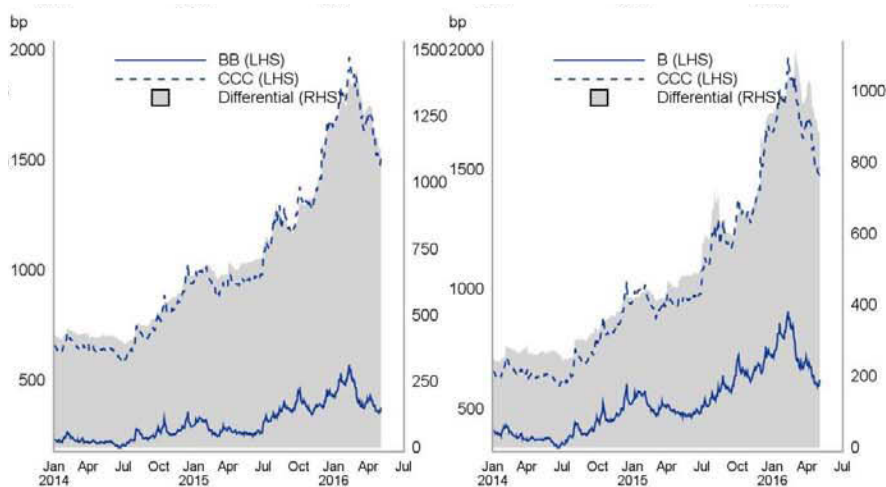 bp
2000
1500
1000
500
1500
1250
1000
750
500
250
0
BB (LHS)
CCC (LHS)
Differential (RHS)
Jan Apr Jul Oct Jan Apr Jul Oct Jan Apr Jul
2014 2015 2016
bp
2000
1500
1000
500
1000
800
600
400
200
0
B (LHS)
CCC (LHS)
Differential (RHS)
Jan Apr Jul Oct Jan Apr Jul Oct Jan Apr Jul
2014 2015 2016